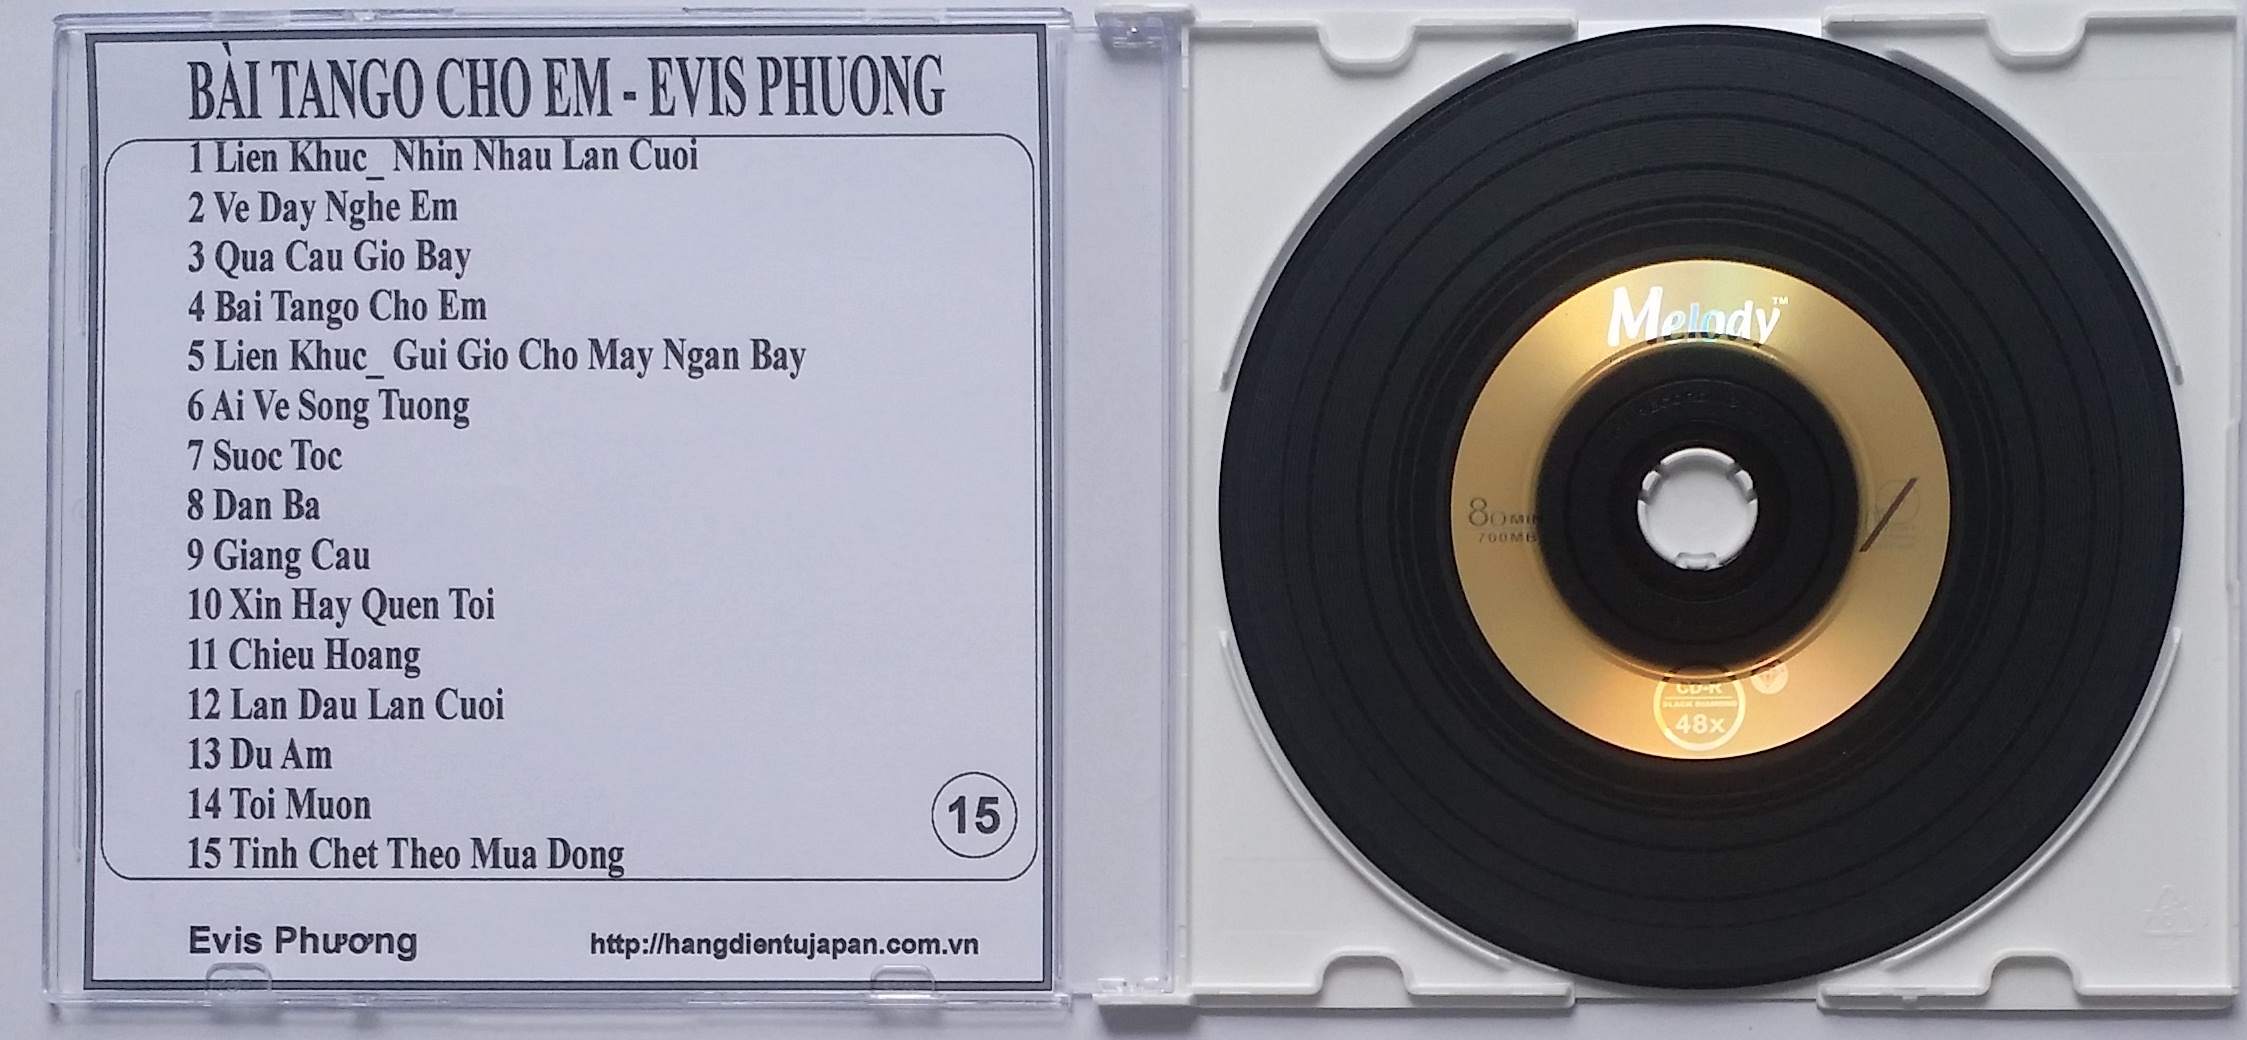 BÀI TANGO CHO EM - EVIS PHUONG
1 Lien Khuc_ Nhin Nhau Lan Cuoi
2 Ve Day Nghe Em
3 Qua Cau Gio Bay
4 Bai Tango Cho Em
5 Lien Khuc_ Gui Gio Cho May Ngan Bay
6 Ai Ve Song Tuong
7 Suoc Toc
8 Dan Ba
9 Giang Cau
10 Xin Hay Quen Toi
11 Chieu Hoang
12 Lan Dau Lan Cuoi
13 Du Am
14 Toi Muon
15 Tinh Chet Theo Mua Dong
15
Evis Phương http://hangdientujapan.com.vn
Melody™
80 MIN
700MB
CD-R
BLACK DIAMOND
48x